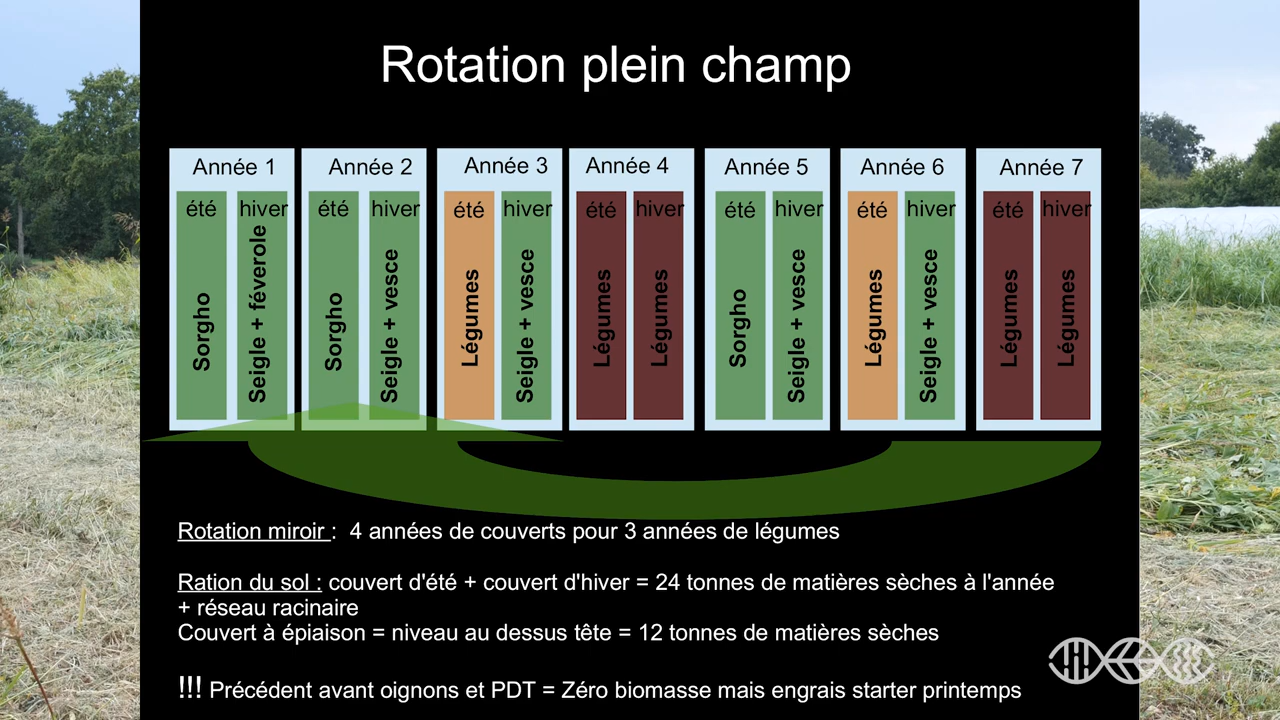 Rotation plein champ
Année 1
Année 2
Année 3
Année 4
Année 5
Année 6
Année 7
été
hiver
été
hiver
été
hiver
été
hiver
été
hiver
été
hiver
été
hiver
Sorgho
Seigle + féverole
Sorgho
Seigle + vesce
Légumes
Seigle + vesce
Légumes
Légumes
Sorgho
Seigle + vesce
Légumes
Seigle + vesce
Légumes
Légumes
Rotation miroir : 4 années de couverts pour 3 années de légumes
Ration du sol : couvert d'été + couvert d'hiver = 24 tonnes de matières sèches à l'année
+ réseau racinaire
Couvert à épiaison = niveau au dessus tête = 12 tonnes de matières sèches
!!! Précédent avant oignons et PDT = Zéro biomasse mais engrais starter printemps